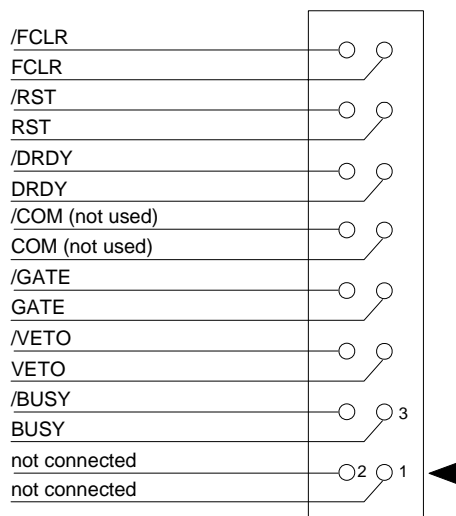 /FCLR
FCLR
/RST
RST
/DRDY
DRDY
/COM (not used)
COM (not used)
/GATE
GATE
/VETO
VETO
/BUSY
3
BUSY
not connected
2 1
not connected